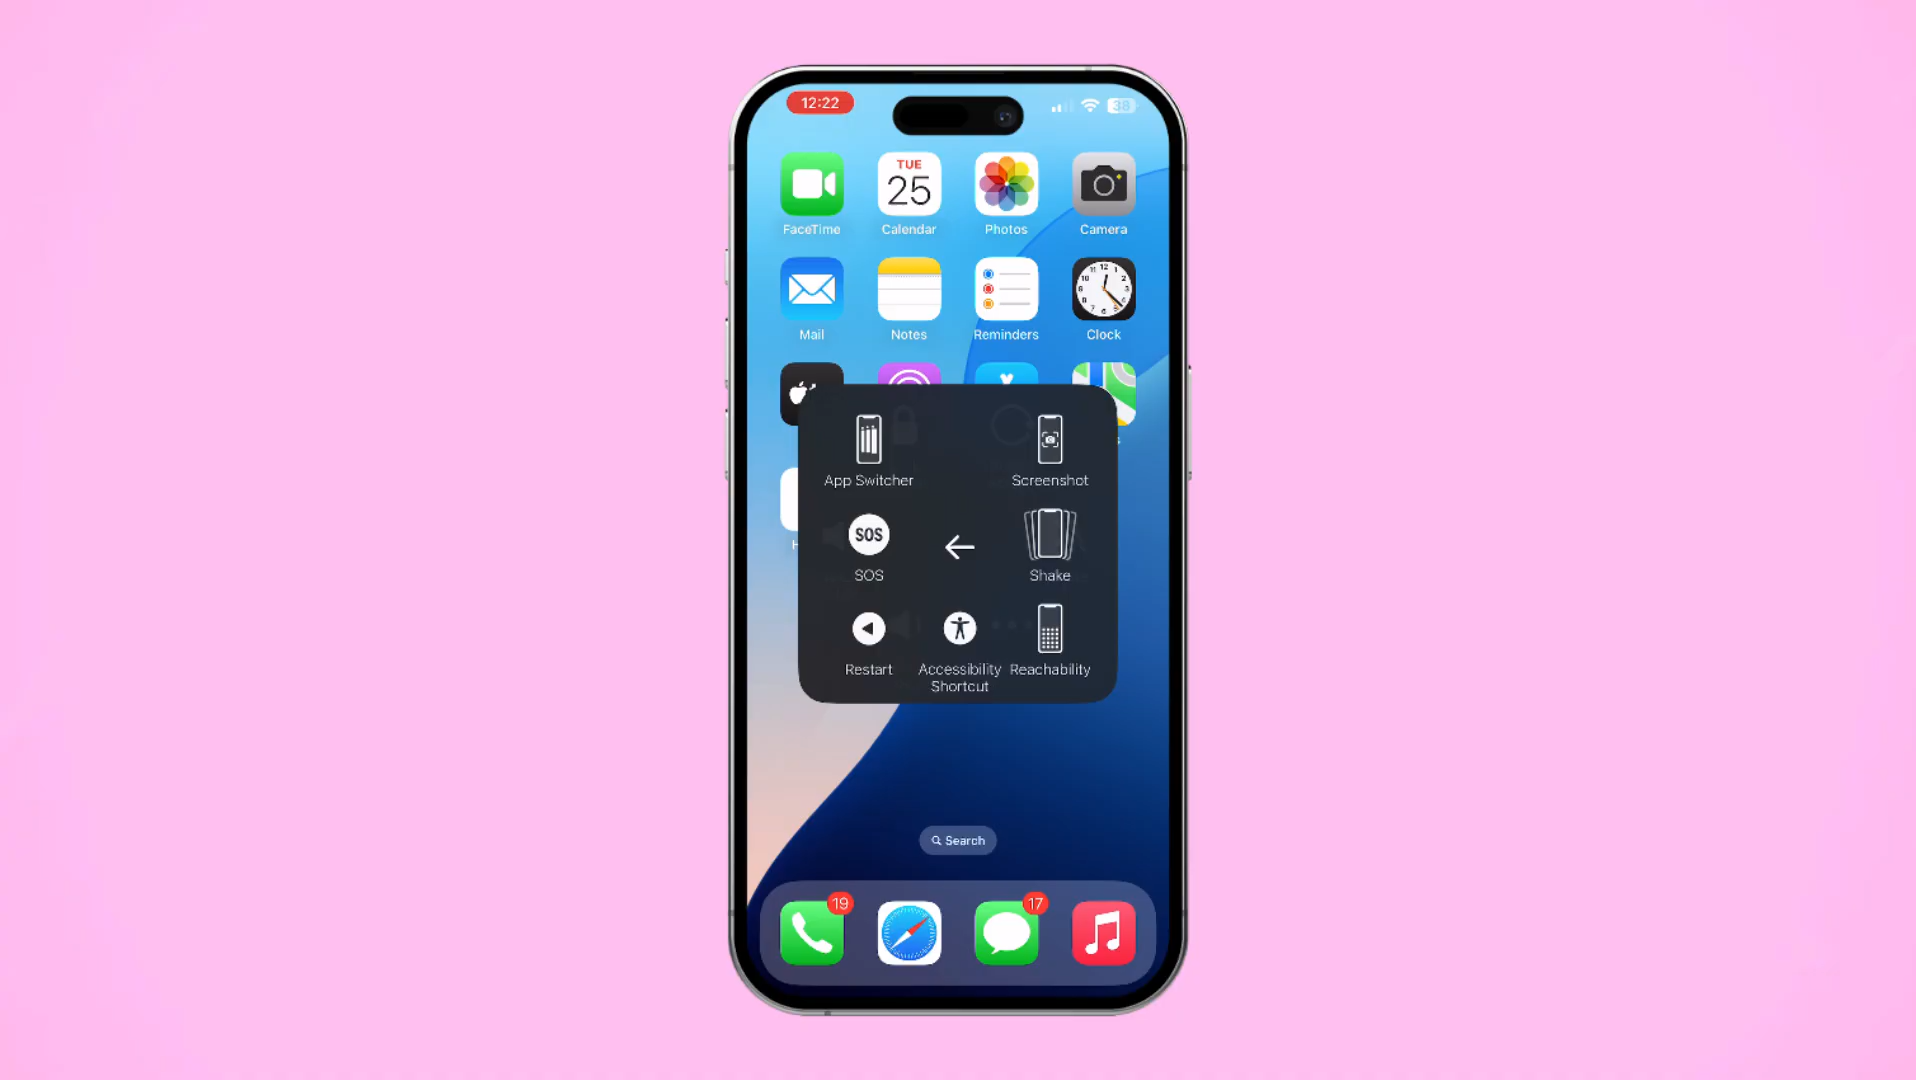 12:22
38
TUE
25
FaceTime
Calendar
Photos
Camera
Mail
Notes
Reminders
Clock
App Switcher
Screenshot
SOS
SOS
Shake
Restart
Accessibility
Shortcut
Reachability
Search
19
17